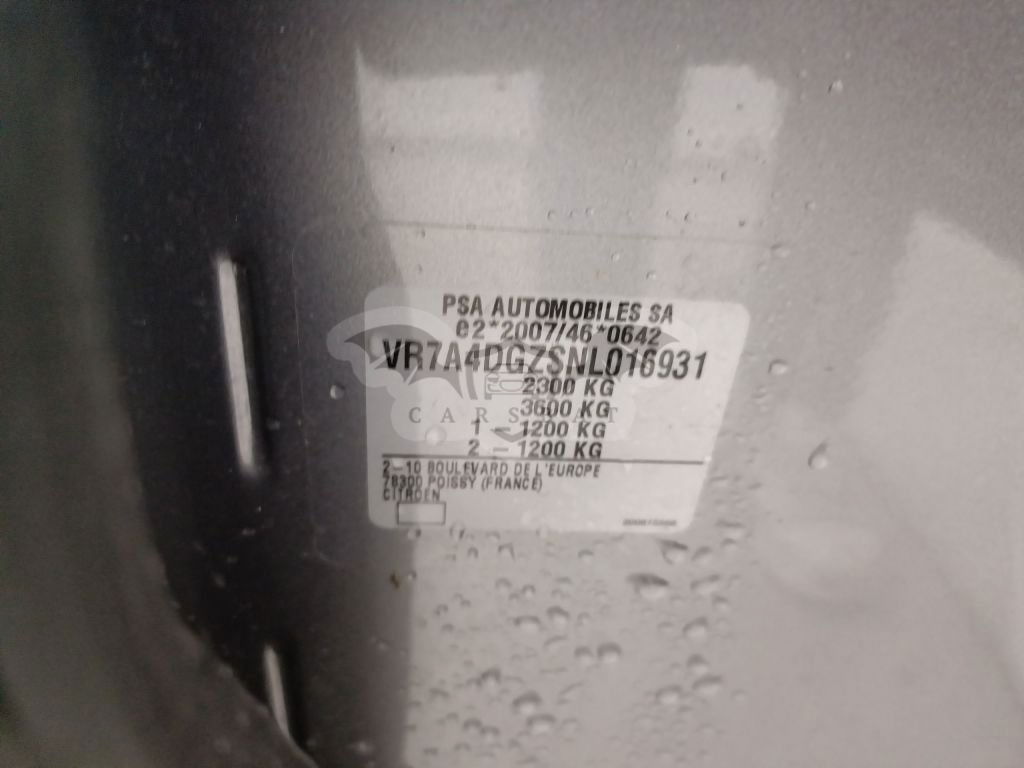 PSA AUTOMOBILES SA
e2*2007/46*0642
VR7A4DGZSNL016931
2300 KG
3600 KG
1 – 1200 KG
2 – 1200 KG
2–10 BOULEVARD DE L'EUROPE
78300 POISSY (FRANCE)
CITROEN